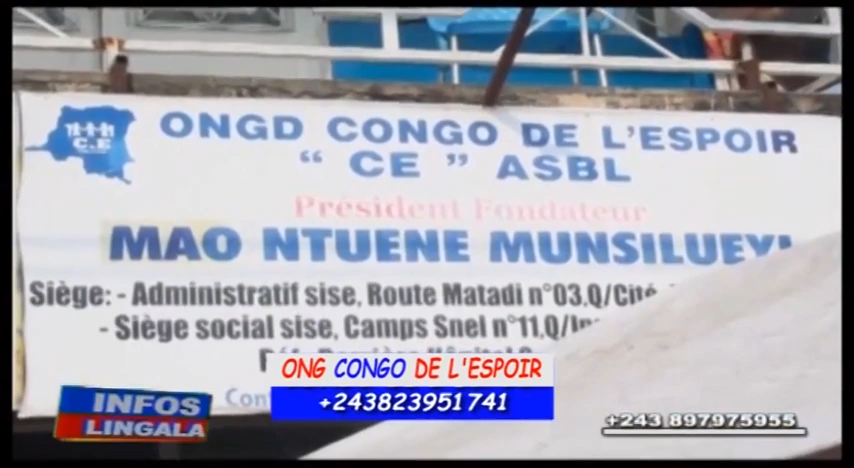 C.E
ONGD CONGO DE L'ESPOIR
“ CE ” ASBL
Président Fondateur
MAO NTUENE MUNSILUEYI
Siège: - Administratif sise, Route Matadi n°03,Q/Cité
- Siège social sise, Camps Snel n°11,Q/
ONG CONGO DE L'ESPOIR
+243823951741
INFOS
LINGALA
+243 897975955